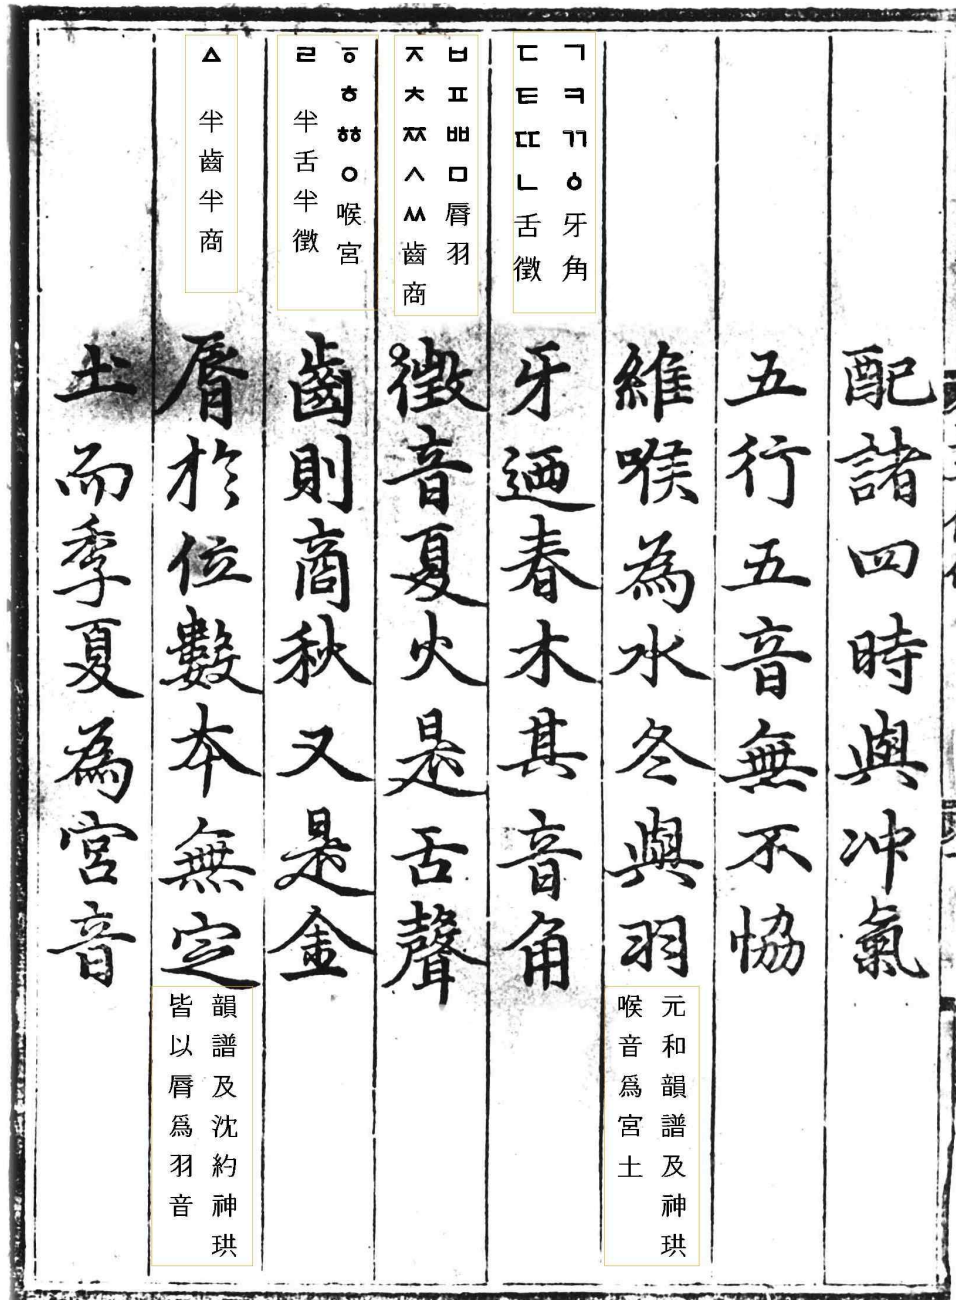 配諸四時與冲氣
五行五音無不協
維喉為水冬與羽
元和韻譜及神珙
喉音爲宮土
ㄱㅋㄲㆁ牙角
ㄷㅌㄸㄴ舌徵
牙迺春木其音角
ㅂㅍㅃㅁ脣羽
ㅈㅊㅉㅅㅆ齒商
徵音夏火是舌聲
ㆆㅎㆅㅇ喉宮
ㄹ 半舌半徵
齒則商秋又是金
ㅿ 半齒半商
脣於位數本無定
韻譜及沈約神珙
皆以脣爲羽音
土而季夏為宮音